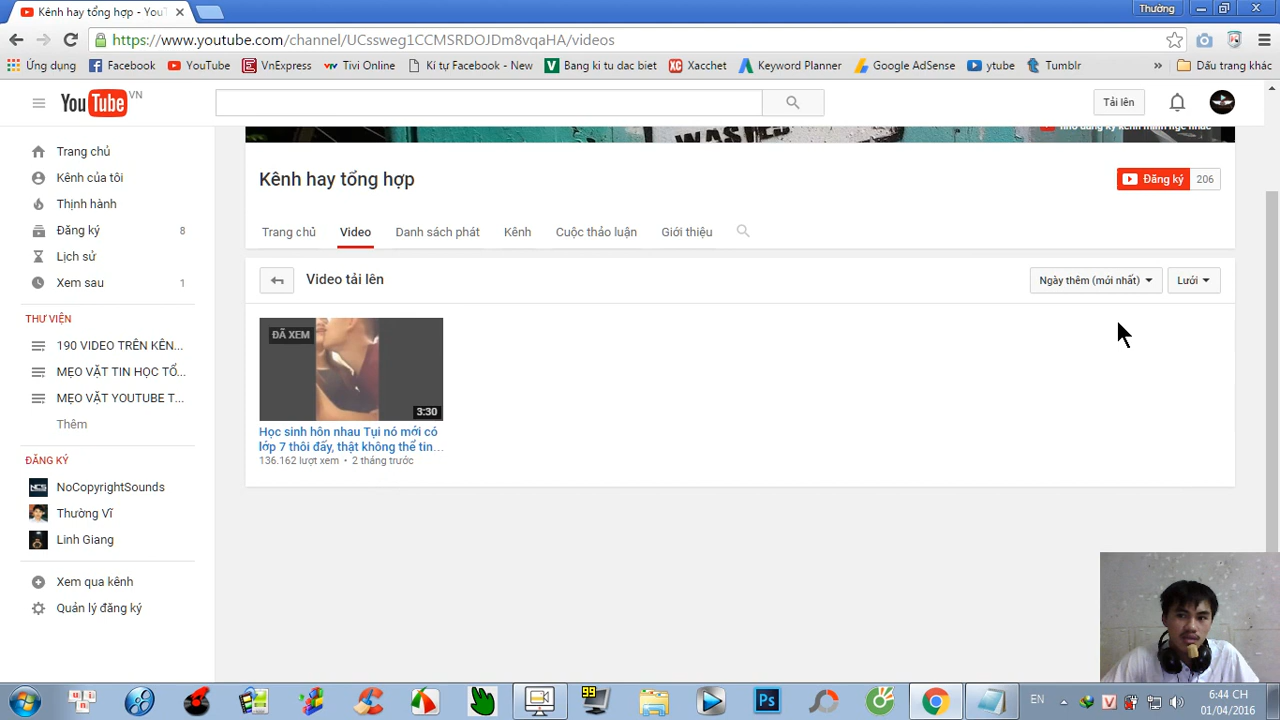 Kênh hay tổng hợp - You
Thường
https://www.youtube.com/channel/UCssweg1CCMSRDOJDm8vqaHA/videos
Ứng dụng
Facebook
YouTube
VnExpress
Tivi Online
Kí tự Facebook - New
Bang ki tu dac biet
Xacchet
Keyword Planner
Google AdSense
ytube
Tumblr
»
Dấu trang khác
YouTube VN
Tải lên
WASTED
Trang chủ
Kênh của tôi
Thịnh hành
Đăng ký 8
Lịch sử
Xem sau 1
THƯ VIỆN
190 VIDEO TRÊN KÊN...
MẸO VẶT TIN HỌC TỔ...
MẸO VẶT YOUTUBE T...
Thêm
ĐĂNG KÝ
NoCopyrightSounds
Thường Vĩ
Linh Giang
Xem qua kênh
Quản lý đăng ký
Kênh hay tổng hợp
Đăng ký 206
Trang chủ Video Danh sách phát Kênh Cuộc thảo luận Giới thiệu
Video tải lên
Ngày thêm (mới nhất)
Lưới
ĐÃ XEM
3:30
Học sinh hôn nhau Tụi nó mới có
lớp 7 thôi đấy, thật không thể tin...
136.162 lượt xem • 2 tháng trước
99
EN
6:44 CH
01/04/2016